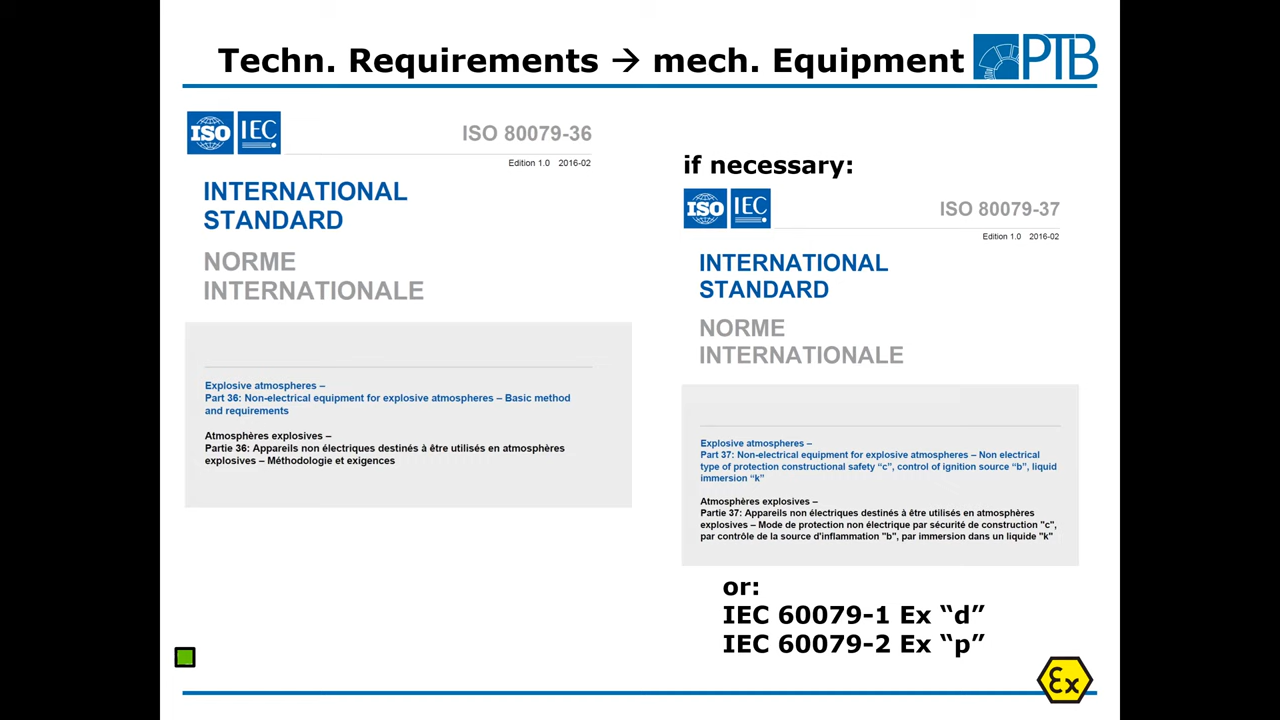 Techn. Requirements → mech. Equipment
PTB
ISO IEC
ISO 80079-36
Edition 1.0 2016-02
INTERNATIONAL
STANDARD
NORME
INTERNATIONALE
Explosive atmospheres –
Part 36: Non-electrical equipment for explosive atmospheres – Basic method
and requirements
Atmosphères explosives –
Partie 36: Appareils non électriques destinés à être utilisés en atmosphères
explosives – Méthodologie et exigences
if necessary:
ISO IEC
ISO 80079-37
Edition 1.0 2016-02
INTERNATIONAL
STANDARD
NORME
INTERNATIONALE
Explosive atmospheres –
Part 37: Non-electrical equipment for explosive atmospheres – Non electrical
type of protection constructional safety “c”, control of ignition source “b”, liquid
immersion “k”
Atmosphères explosives –
Partie 37: Appareils non électriques destinés à être utilisés en atmosphères
explosives – Mode de protection non électrique par sécurité de construction "c",
par contrôle de la source d'inflammation "b", par immersion dans un liquide "k"
or:
IEC 60079-1 Ex “d”
IEC 60079-2 Ex “p”
Ex